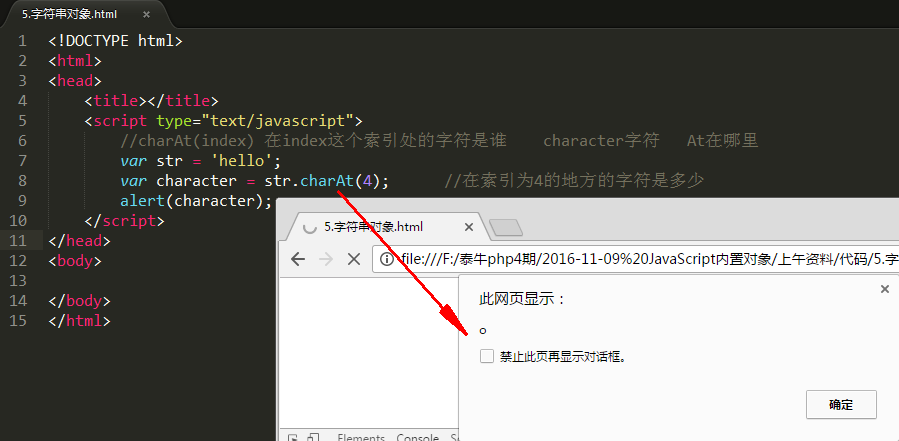 5.字符串对象.html
1 <!DOCTYPE html>
2 <html>
3 <head>
4 <title></title>
5 <script type="text/javascript">
6 //charAt(index) 在index这个索引处的字符是谁 character字符 At在哪里
7 var str = 'hello';
8 var character = str.charAt(4); //在索引为4的地方的字符是多少
9 alert(character);
10 </script>
11 </head>
12 <body>
13
14 </body>
15 </html>
5.字符串对象.html
file:///F:/泰牛php4期/2016-11-09%20JavaScript内置对象/上午资料/代码/5.字
此网页显示：
o
禁止此页再显示对话框。
确定
Elements Console